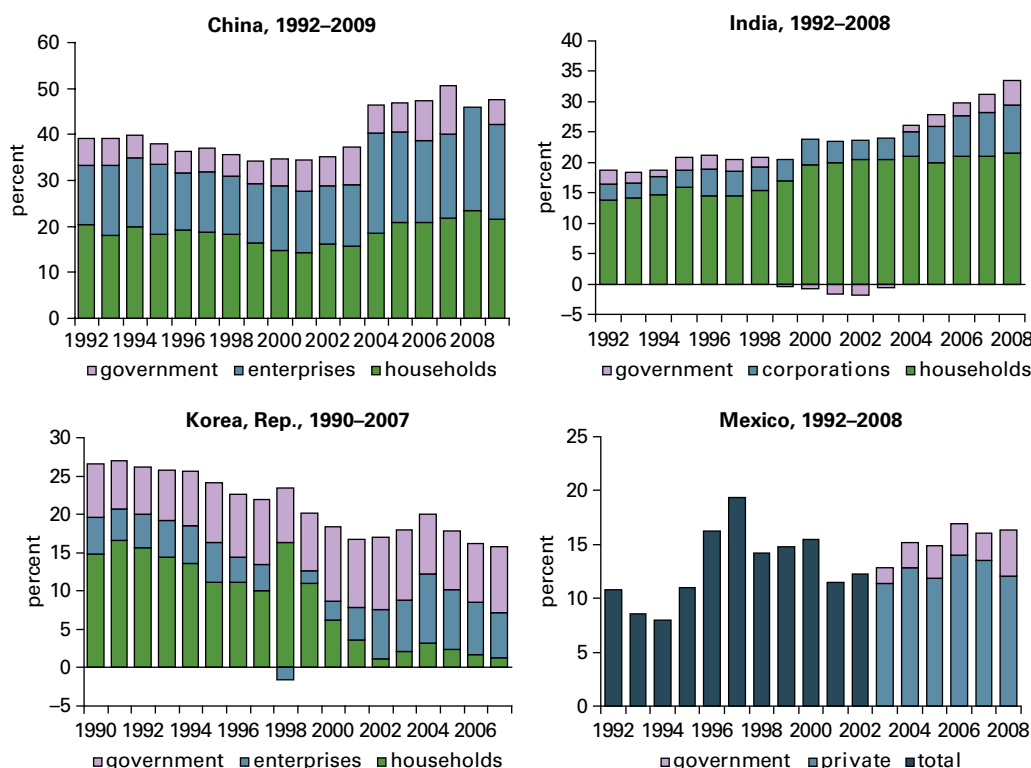 China, 1992–2009
percent
60
50
40
30
20
10
0
1992 1994 1996 1998 2000 2002 2004 2006 2008
government enterprises households
India, 1992–2008
percent
40
35
30
25
20
15
10
5
0
–5
1992 1994 1996 1998 2000 2002 2004 2006 2008
government corporations households
Korea, Rep., 1990–2007
percent
30
25
20
15
10
5
0
–5
1990 1992 1994 1996 1998 2000 2002 2004 2006
government enterprises households
Mexico, 1992–2008
percent
25
20
15
10
5
0
1992 1994 1996 1998 2000 2002 2004 2006 2008
government private total